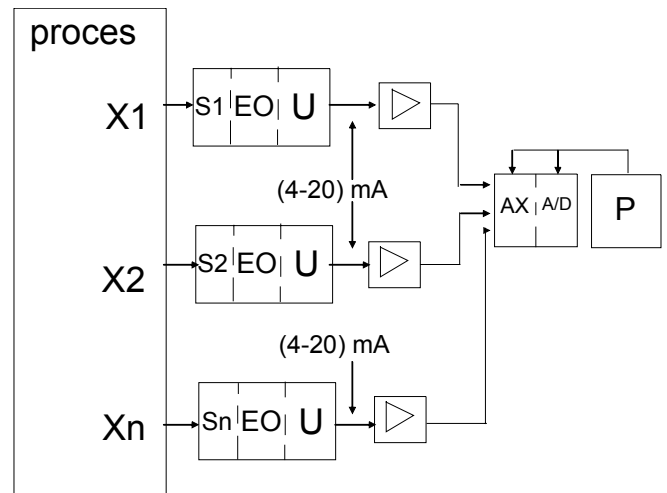 proces
X1
S1 EO U
(4-20) mA
AX A/D
P
X2
S2 EO U
(4-20) mA
Xn
Sn EO U